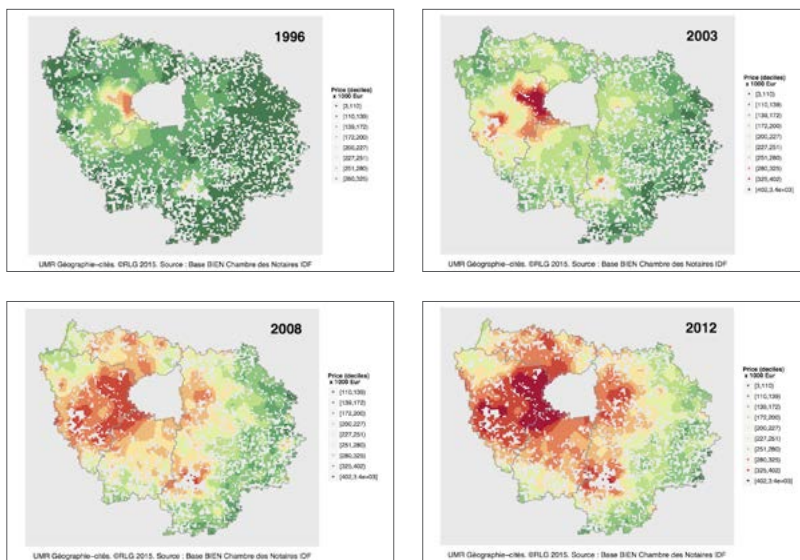 1996
Price (deciles)
x 1000 Eur
[3,110)
[110,139)
[139,172)
[172,200)
[200,227)
[227,251)
[251,280)
[280,325)
UMR Géographie-cités. ©RLG 2015. Source : Base BIEN Chambre des Notaires IDF
2003
Price (deciles)
x 1000 Eur
[3,110)
[110,139)
[139,172)
[172,200)
[200,227)
[227,251)
[251,280)
[280,325)
[325,402)
[402,3.4e+03]
UMR Géographie-cités. ©RLG 2015. Source : Base BIEN Chambre des Notaires IDF
2008
Price (deciles)
x 1000 Eur
[110,139)
[139,172)
[172,200)
[200,227)
[227,251)
[251,280)
[280,325)
[325,402)
[402,3.4e+03]
UMR Géographie-cités. ©RLG 2015. Source : Base BIEN Chambre des Notaires IDF
2012
Price (deciles)
x 1000 Eur
[3,110)
[110,139)
[139,172)
[172,200)
[200,227)
[227,251)
[251,280)
[280,325)
[325,402)
[402,3.4e+03]
UMR Géographie-cités. ©RLG 2015. Source : Base BIEN Chambre des Notaires IDF